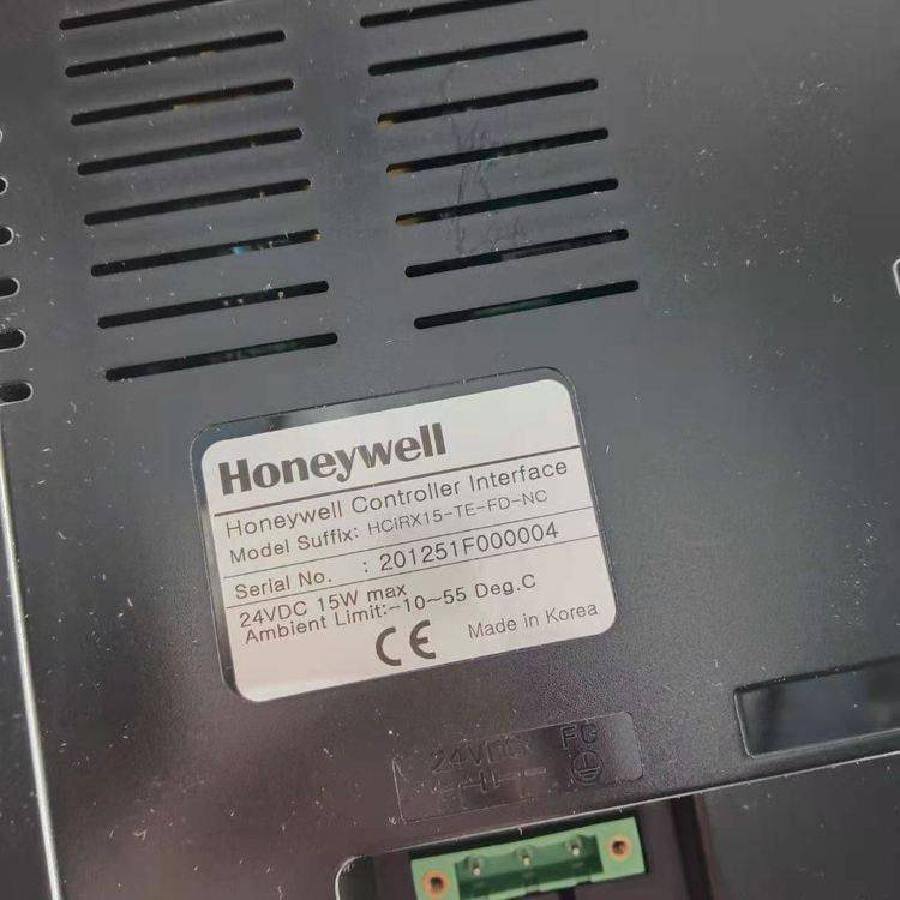 Honeywell
Honeywell Controller Interface
Model Suffix: HCiRX15-TE-FD-NC
Serial No. : 201251F000004
24VDC 15W max
Ambient Limit:-10~55 Deg.C
CE Made in Korea
24VDC FG